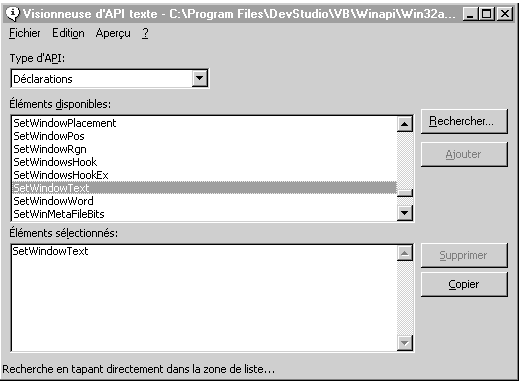 Visionneuse d'API texte - C:\Program Files\DevStudio\VB\Winapi\Win32a...
Fichier Edition Aperçu ?
Type d'API:
Déclarations
Éléments disponibles:
SetWindowPlacement
SetWindowPos
SetWindowRgn
SetWindowsHook
SetWindowsHookEx
SetWindowText
SetWindowWord
SetWinMetaFileBits
Rechercher...
Ajouter
Éléments sélectionnés:
SetWindowText
Supprimer
Copier
Recherche en tapant directement dans la zone de liste...